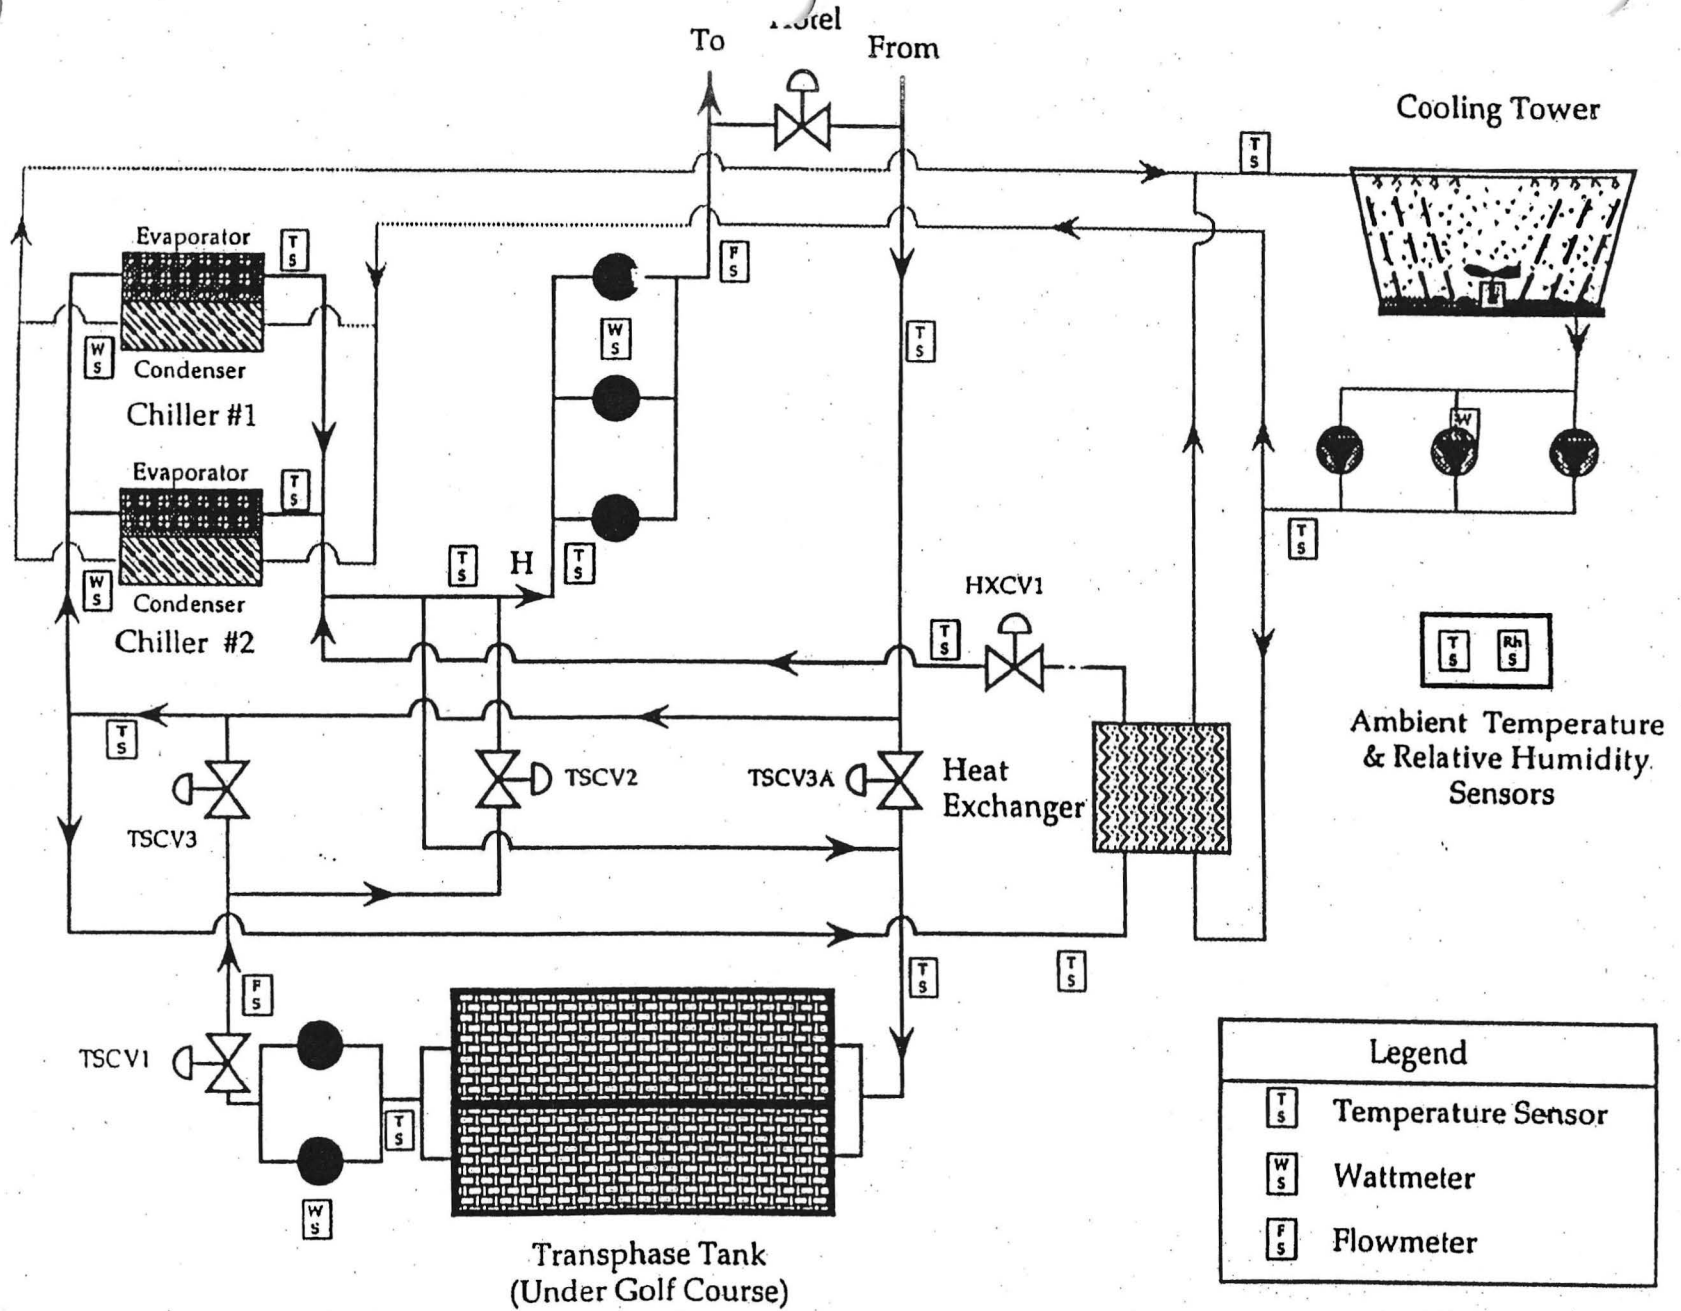 To
From
Cooling Tower
T
S
Evaporator
T
S
F
S
W
S
T
S
W
S
Condenser
Chiller #1
W
Evaporator
T
S
T
S
T
S
H
T
S
W
S
Condenser
Chiller #2
HXCV1
T
S
T
S
Rh
S
T
S
Ambient Temperature
& Relative Humidity
Sensors
TSCV2
TSCV3A
Heat
Exchanger
TSCV3
F
S
T
S
T
S
TSCV1
T
S
W
S
Transphase Tank
(Under Golf Course)
Legend
T
S
Temperature Sensor
W
S
Wattmeter
F
S
Flowmeter